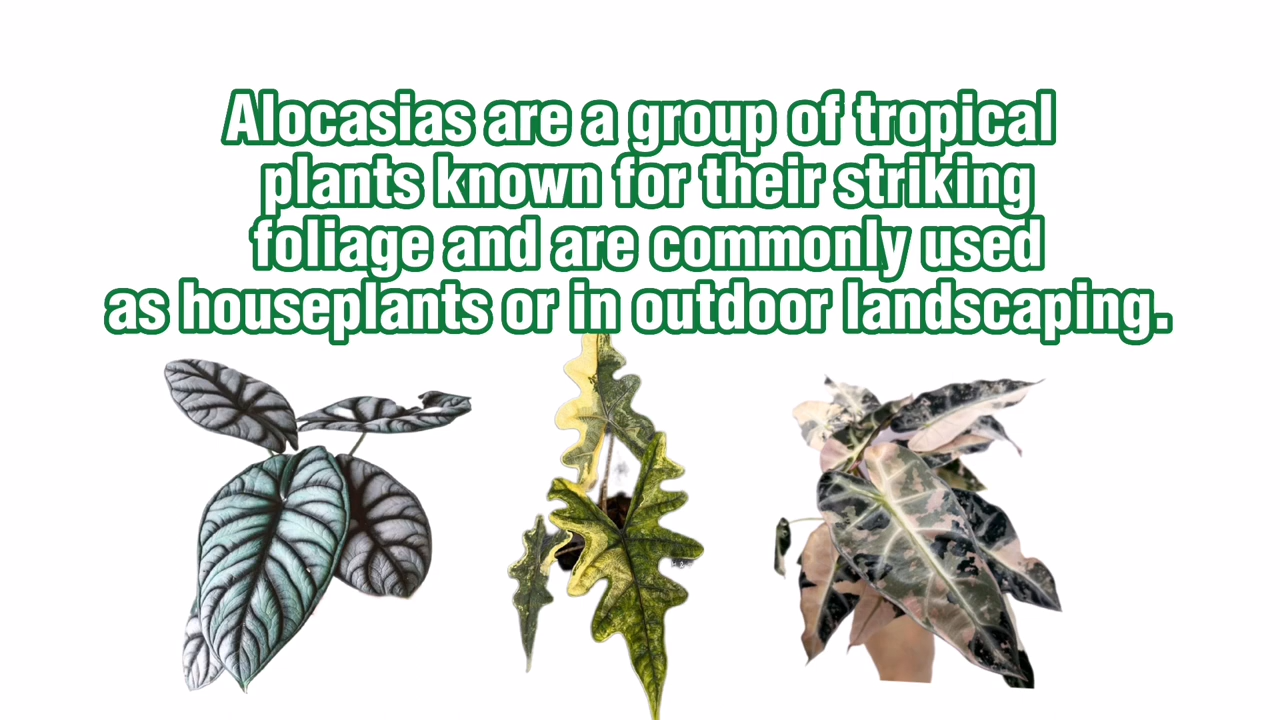 Alocasias are a group of tropical
plants known for their striking
foliage and are commonly used
as houseplants or in outdoor landscaping.